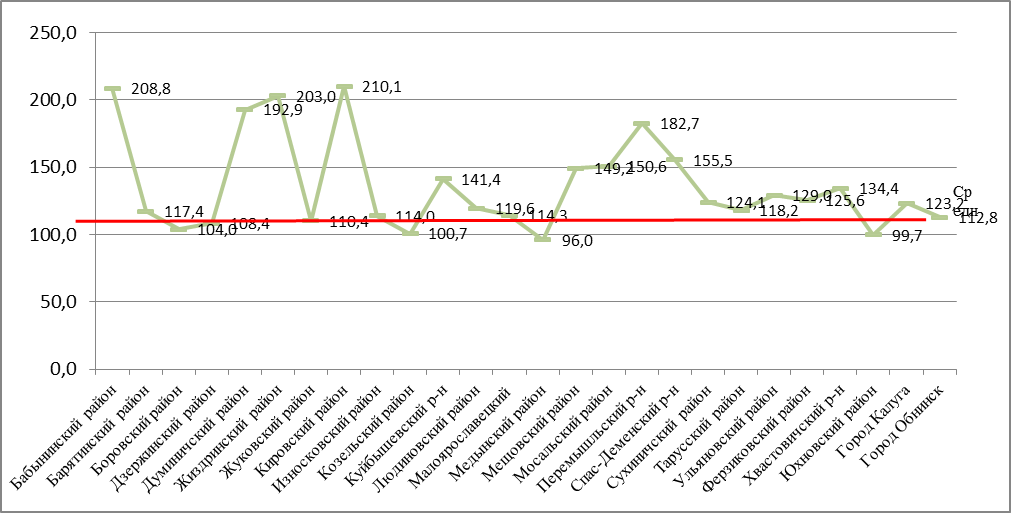 250,0
200,0
150,0
100,0
50,0
0,0
208,8
117,4
104,0
108,4
192,9
203,0
110,4
210,1
114,0
100,7
141,4
119,6
114,3
96,0
149,2
150,6
182,7
155,5
124,1
118,2
129,0
125,6
134,4
99,7
123,2
112,8
Ср
едн
Бабынинский район
Барятинский район
Боровский район
Дзержинский район
Думиничский район
Жиздринский район
Жуковский район
Кировский район
Износковский район
Козельский район
Куйбышевский р-н
Людиновский район
Малоярославецкий
Медынский район
Мещовский район
Мосальский район
Перемышльский р-н
Спас-Деменский р-н
Сухиничский район
Тарусский район
Ульяновский район
Ферзиковский район
Хвастовичский р-н
Юхновский район
Город Калуга
Город Обнинск